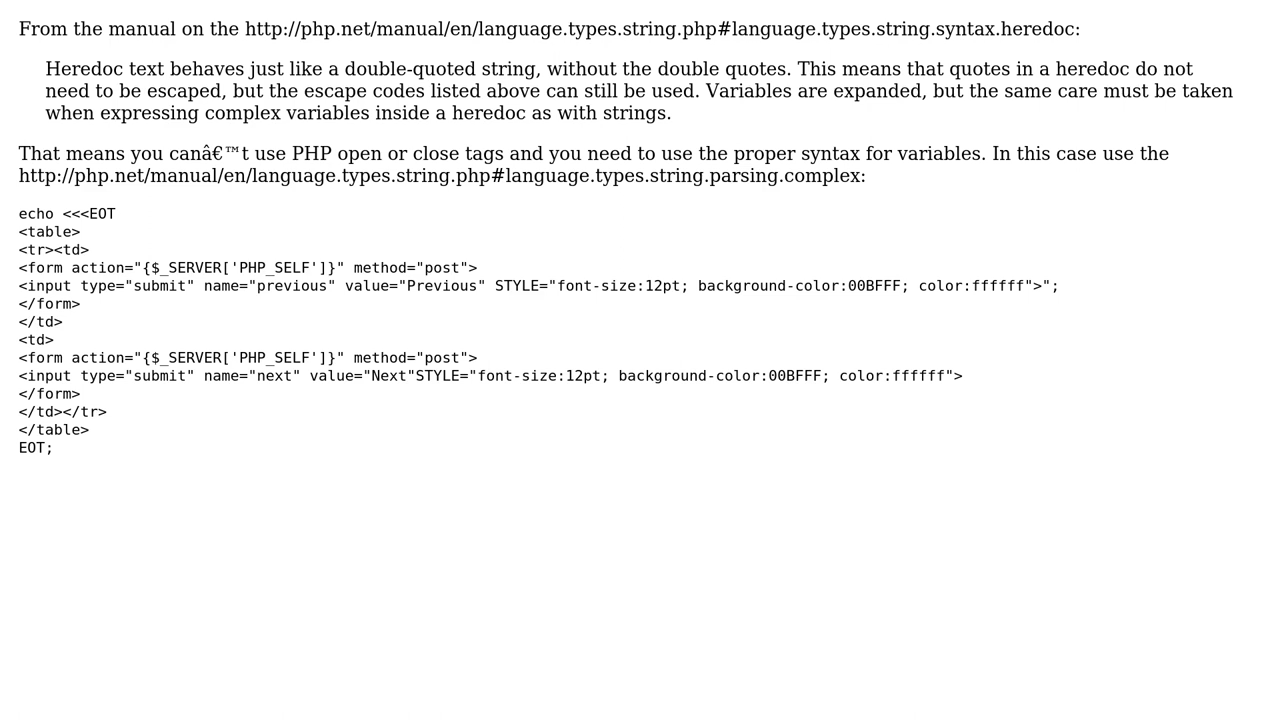 From the manual on the http://php.net/manual/en/language.types.string.php#language.types.string.syntax.heredoc:
Heredoc text behaves just like a double-quoted string, without the double quotes. This means that quotes in a heredoc do not
need to be escaped, but the escape codes listed above can still be used. Variables are expanded, but the same care must be taken
when expressing complex variables inside a heredoc as with strings.
That means you canâ€™t use PHP open or close tags and you need to use the proper syntax for variables. In this case use the
http://php.net/manual/en/language.types.string.php#language.types.string.parsing.complex:
echo <<<EOT
<table>
<tr><td>
<form action="{$_SERVER['PHP_SELF']}" method="post">
<input type="submit" name="previous" value="Previous" STYLE="font-size:12pt; background-color:00BFFF; color:ffffff">";
</form>
</td>
<td>
<form action="{$_SERVER['PHP_SELF']}" method="post">
<input type="submit" name="next" value="Next"STYLE="font-size:12pt; background-color:00BFFF; color:ffffff">
</form>
</td></tr>
</table>
EOT;